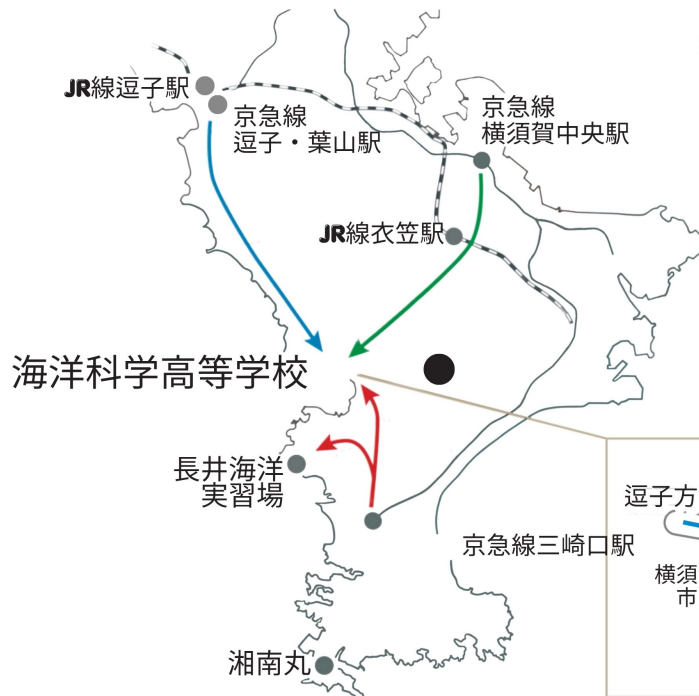 JR線逗子駅
京急線
逗子・葉山駅
京急線
横須賀中央駅
JR線衣笠駅
海洋科学高等学校
長井海洋
実習場
逗子方
京急線三崎口駅
横須
市
湘南丸